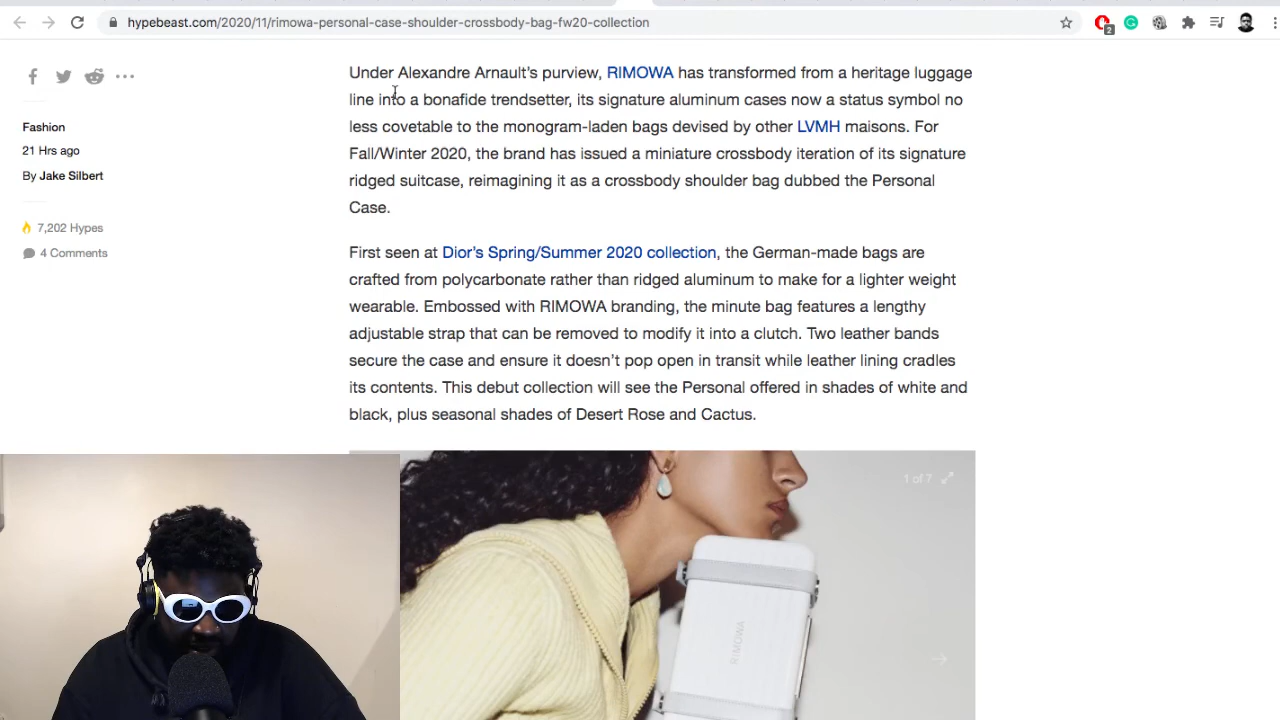 hypebeast.com/2020/11/rimowa-personal-case-shoulder-crossbody-bag-fw20-collection
2
Fashion
21 Hrs ago
By Jake Silbert
7,202 Hypes
4 Comments
Under Alexandre Arnault's purview, RIMOWA has transformed from a heritage luggage
line into a bonafide trendsetter, its signature aluminum cases now a status symbol no
less covetable to the monogram-laden bags devised by other LVMH maisons. For
Fall/Winter 2020, the brand has issued a miniature crossbody iteration of its signature
ridged suitcase, reimagining it as a crossbody shoulder bag dubbed the Personal
Case.
First seen at Dior's Spring/Summer 2020 collection, the German-made bags are
crafted from polycarbonate rather than ridged aluminum to make for a lighter weight
wearable. Embossed with RIMOWA branding, the minute bag features a lengthy
adjustable strap that can be removed to modify it into a clutch. Two leather bands
secure the case and ensure it doesn't pop open in transit while leather lining cradles
its contents. This debut collection will see the Personal offered in shades of white and
black, plus seasonal shades of Desert Rose and Cactus.
1 of 7
RIMOWA